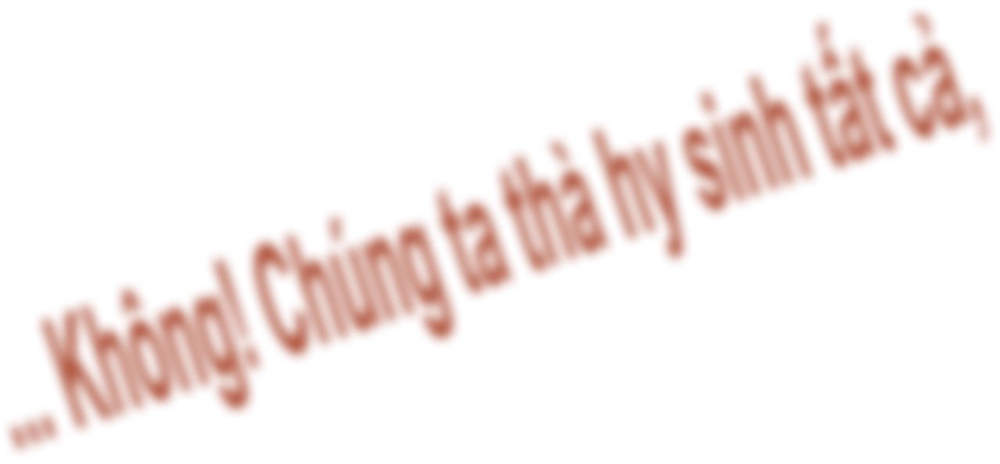 ... Không! Chúng ta thà hy sinh tất cả,